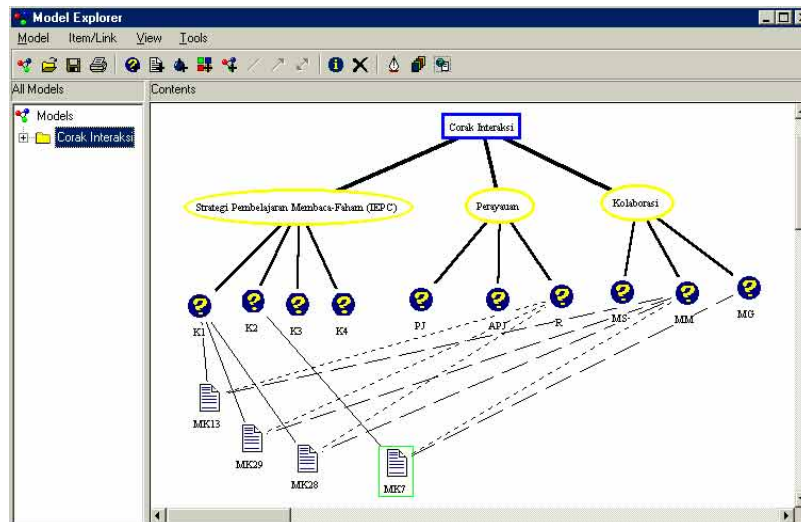 Model Explorer
Model Item/Link View Tools
All Models
Contents
Models
Corak Interaksi
Corak Interaksi
Strategi Pembelajaran Membaca-Faham (IEPC)
Penyauan
Kolaborasi
K1
K2
K3
K4
PJ
APJ
R
MS
MM
MG
MK13
MK29
MK28
MK7